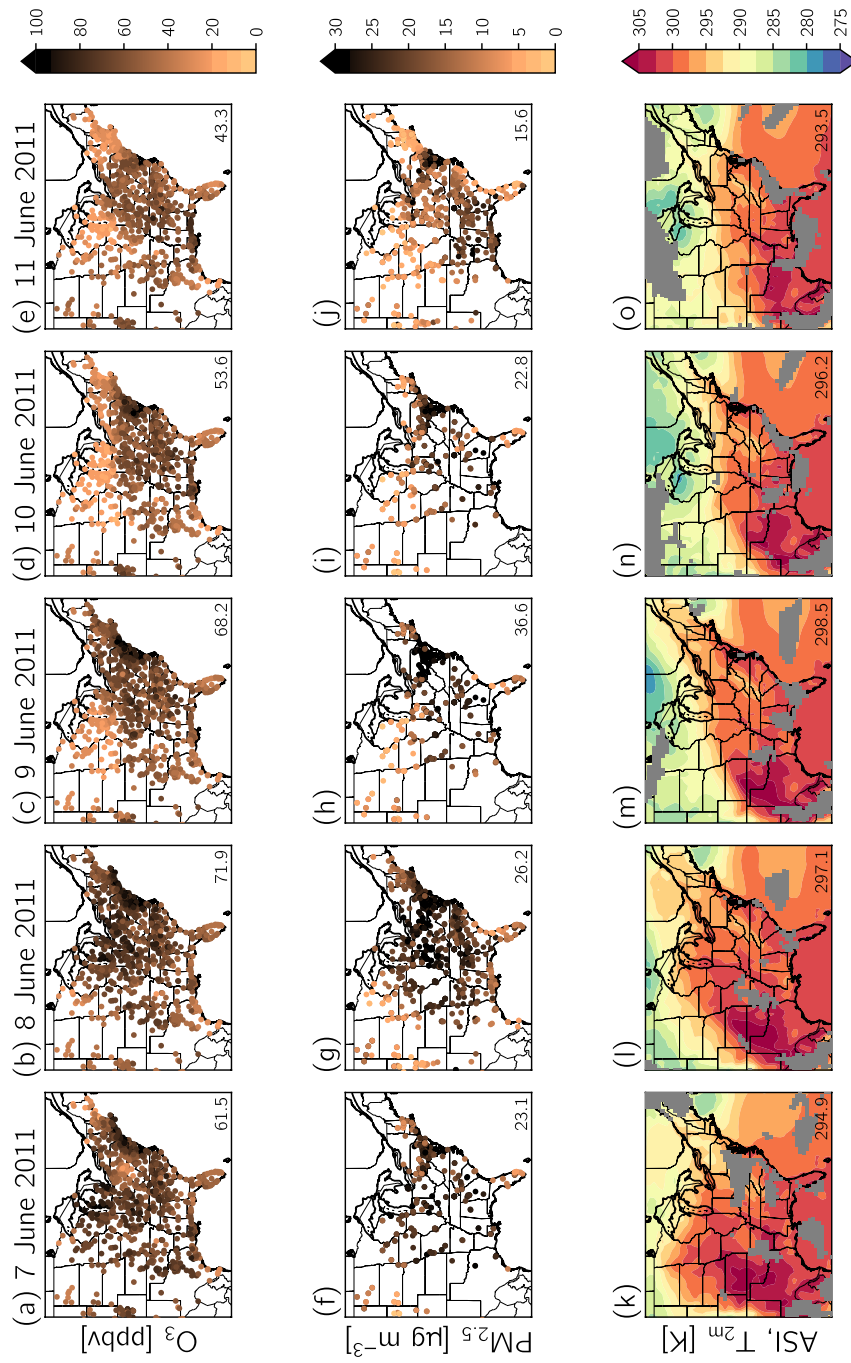 (a) 7 June 2011
(b) 8 June 2011
(c) 9 June 2011
(d) 10 June 2011
(e) 11 June 2011
O₃ [ppbv]
61.5
71.9
68.2
53.6
43.3
100
80
60
40
20
0
(f)
(g)
(h)
(i)
(j)
PM₂.₅ [μg m⁻³]
23.1
26.2
36.6
22.8
15.6
30
25
20
15
10
5
0
(k)
(l)
(m)
(n)
(o)
ASI, T₂ₘ [K]
294.9
297.1
298.5
296.2
293.5
305
300
295
290
285
280
275